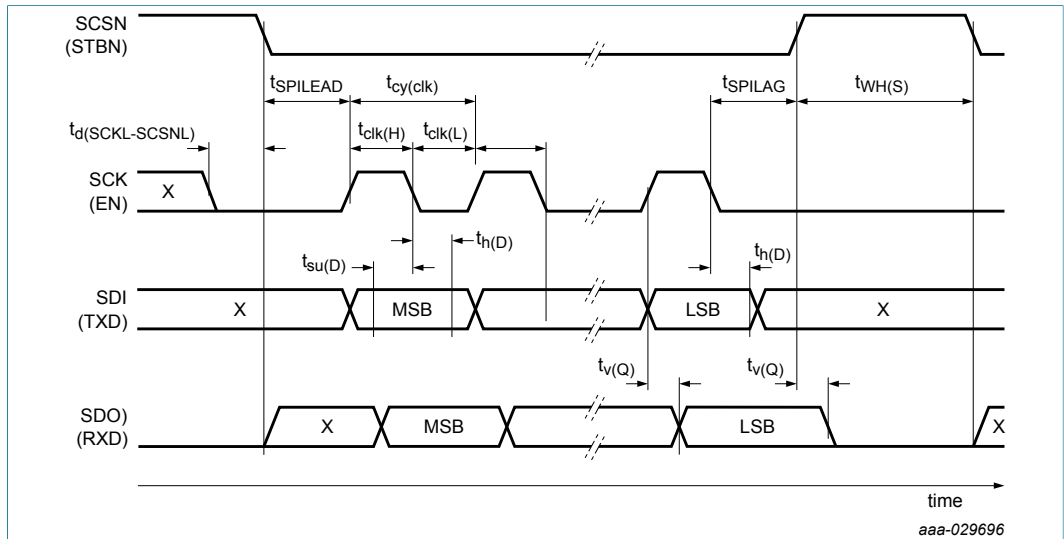 SCSN
(STBN)
tSPILEAD
tcy(clk)
tSPILAG
tWH(S)
td(SCKL-SCSNL)
tclk(H)
tclk(L)
SCK
(EN)
X
th(D)
tsu(D)
th(D)
SDI
(TXD)
X
MSB
LSB
X
tv(Q)
tv(Q)
SDO)
(RXD)
X
MSB
LSB
X
time
aaa-029696